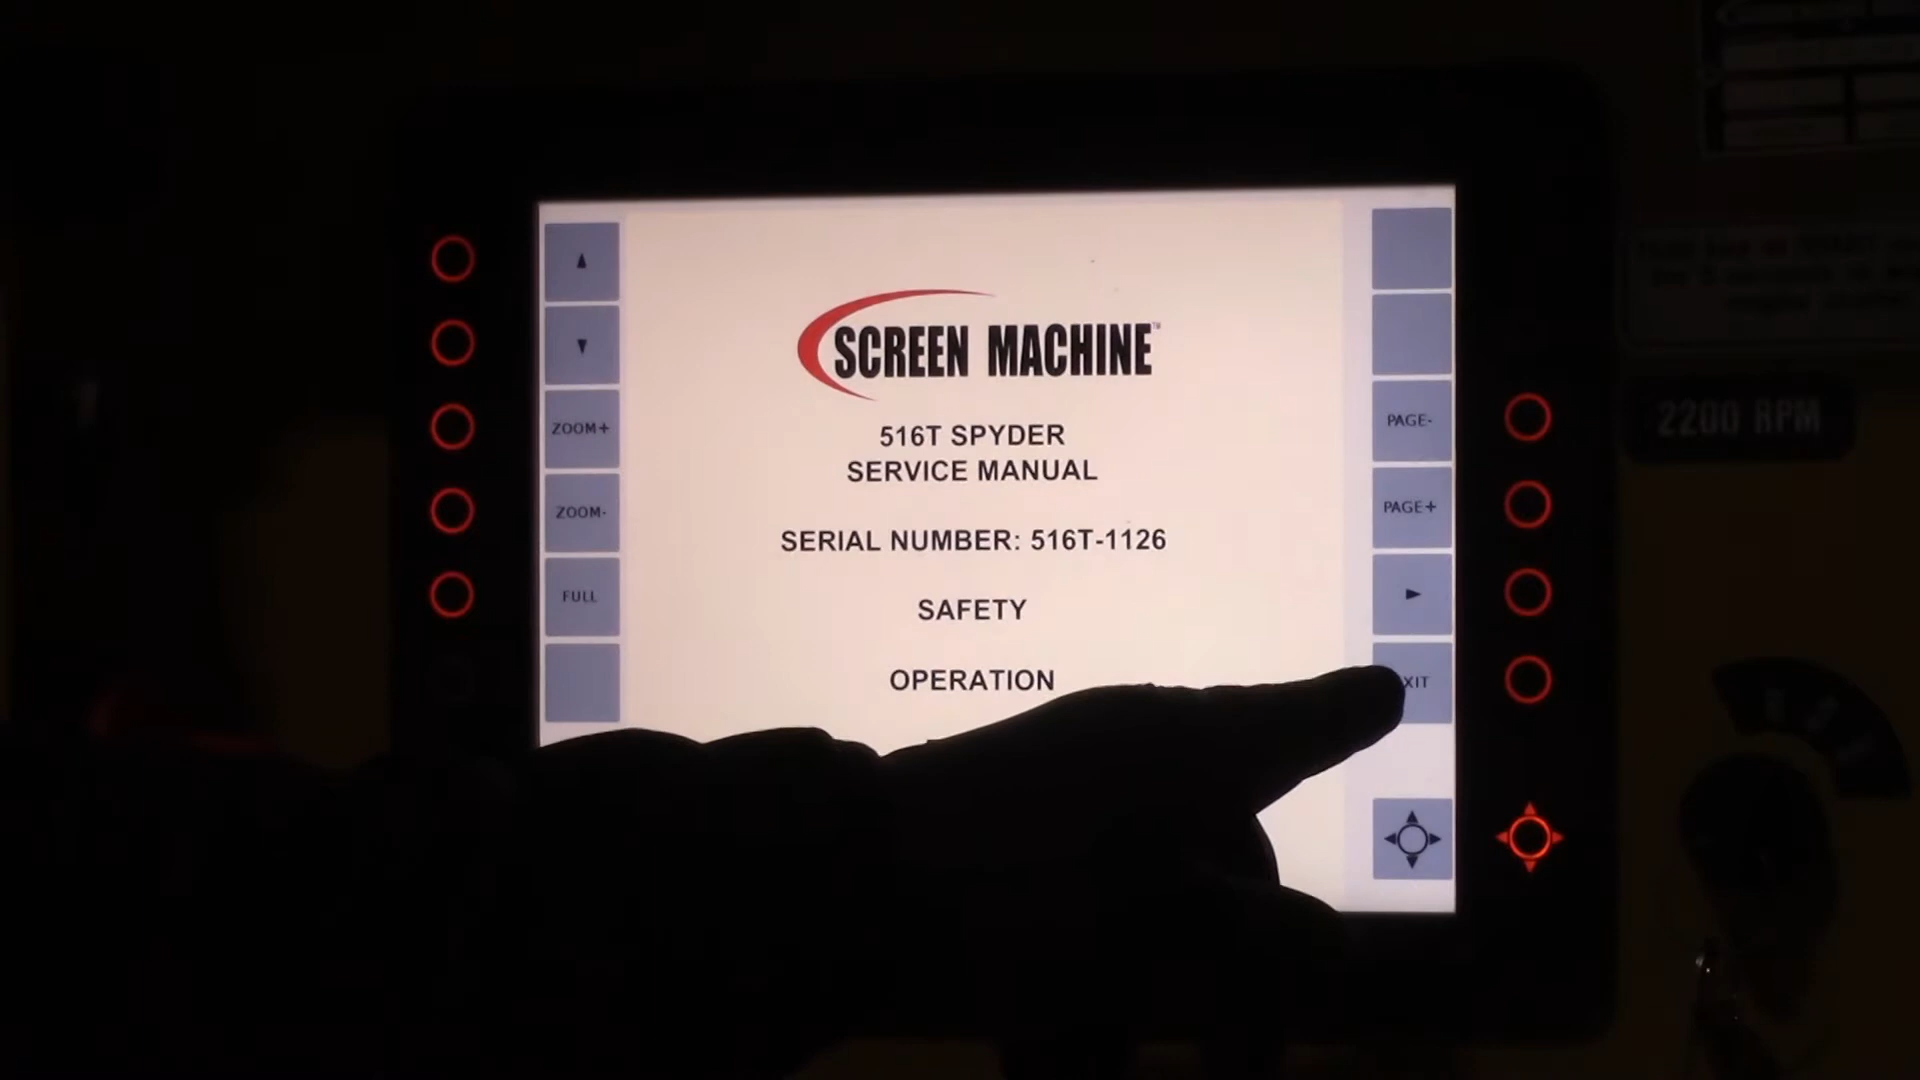 ▲
▼
ZOOM+
ZOOM-
FULL
SCREEN MACHINE™
516T SPYDER
SERVICE MANUAL
SERIAL NUMBER: 516T-1126
SAFETY
OPERATION
PAGE-
PAGE+
►
XIT
2200 RPM